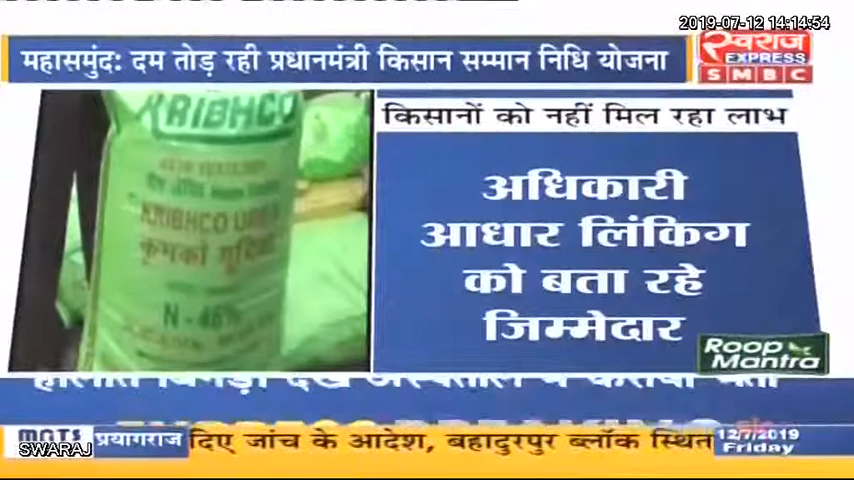 2019-07-12 14:14:54
महासमुंद: दम तोड़ रही प्रधानमंत्री किसान सम्मान निधि योजना
स्वराज
EXPRESS
SMBC
किसानों को नहीं मिल रहा लाभ
KRIBHCO
KRIBHCO UREA
कृभको यूरिया
N - 46%
अधिकारी
आधार लिंकिंग
को बता रहे
जिम्मेदार
Roop
Mantra
SWARAJ
प्रयागराज
दिए जांच के आदेश, बहादुरपुर ब्लॉक स्थित
12/7/2019
Friday